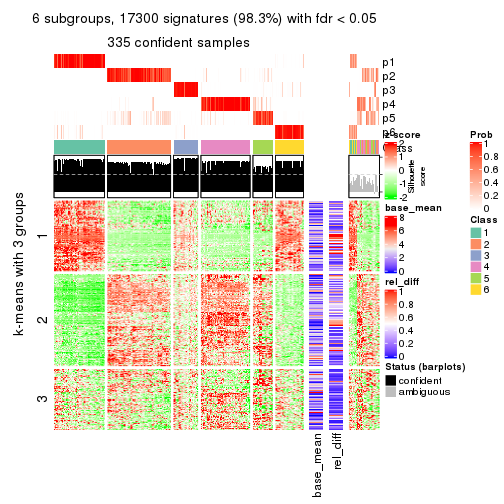 6 subgroups, 17300 signatures (98.3%) with fdr < 0.05
335 confident samples
p1
p2
p3
p4
p5
p6
Class
Silhouette
score
k-means with 3 groups
1
2
3
base_mean
rel_diff
z-score
2
1
0
-1
-2
base_mean
8
6
4
2
0
rel_diff
1
0.8
0.6
0.4
0.2
0
Status (barplots)
confident
ambiguous
Prob
1
0.8
0.6
0.4
0.2
0
Class
1
2
3
4
5
6